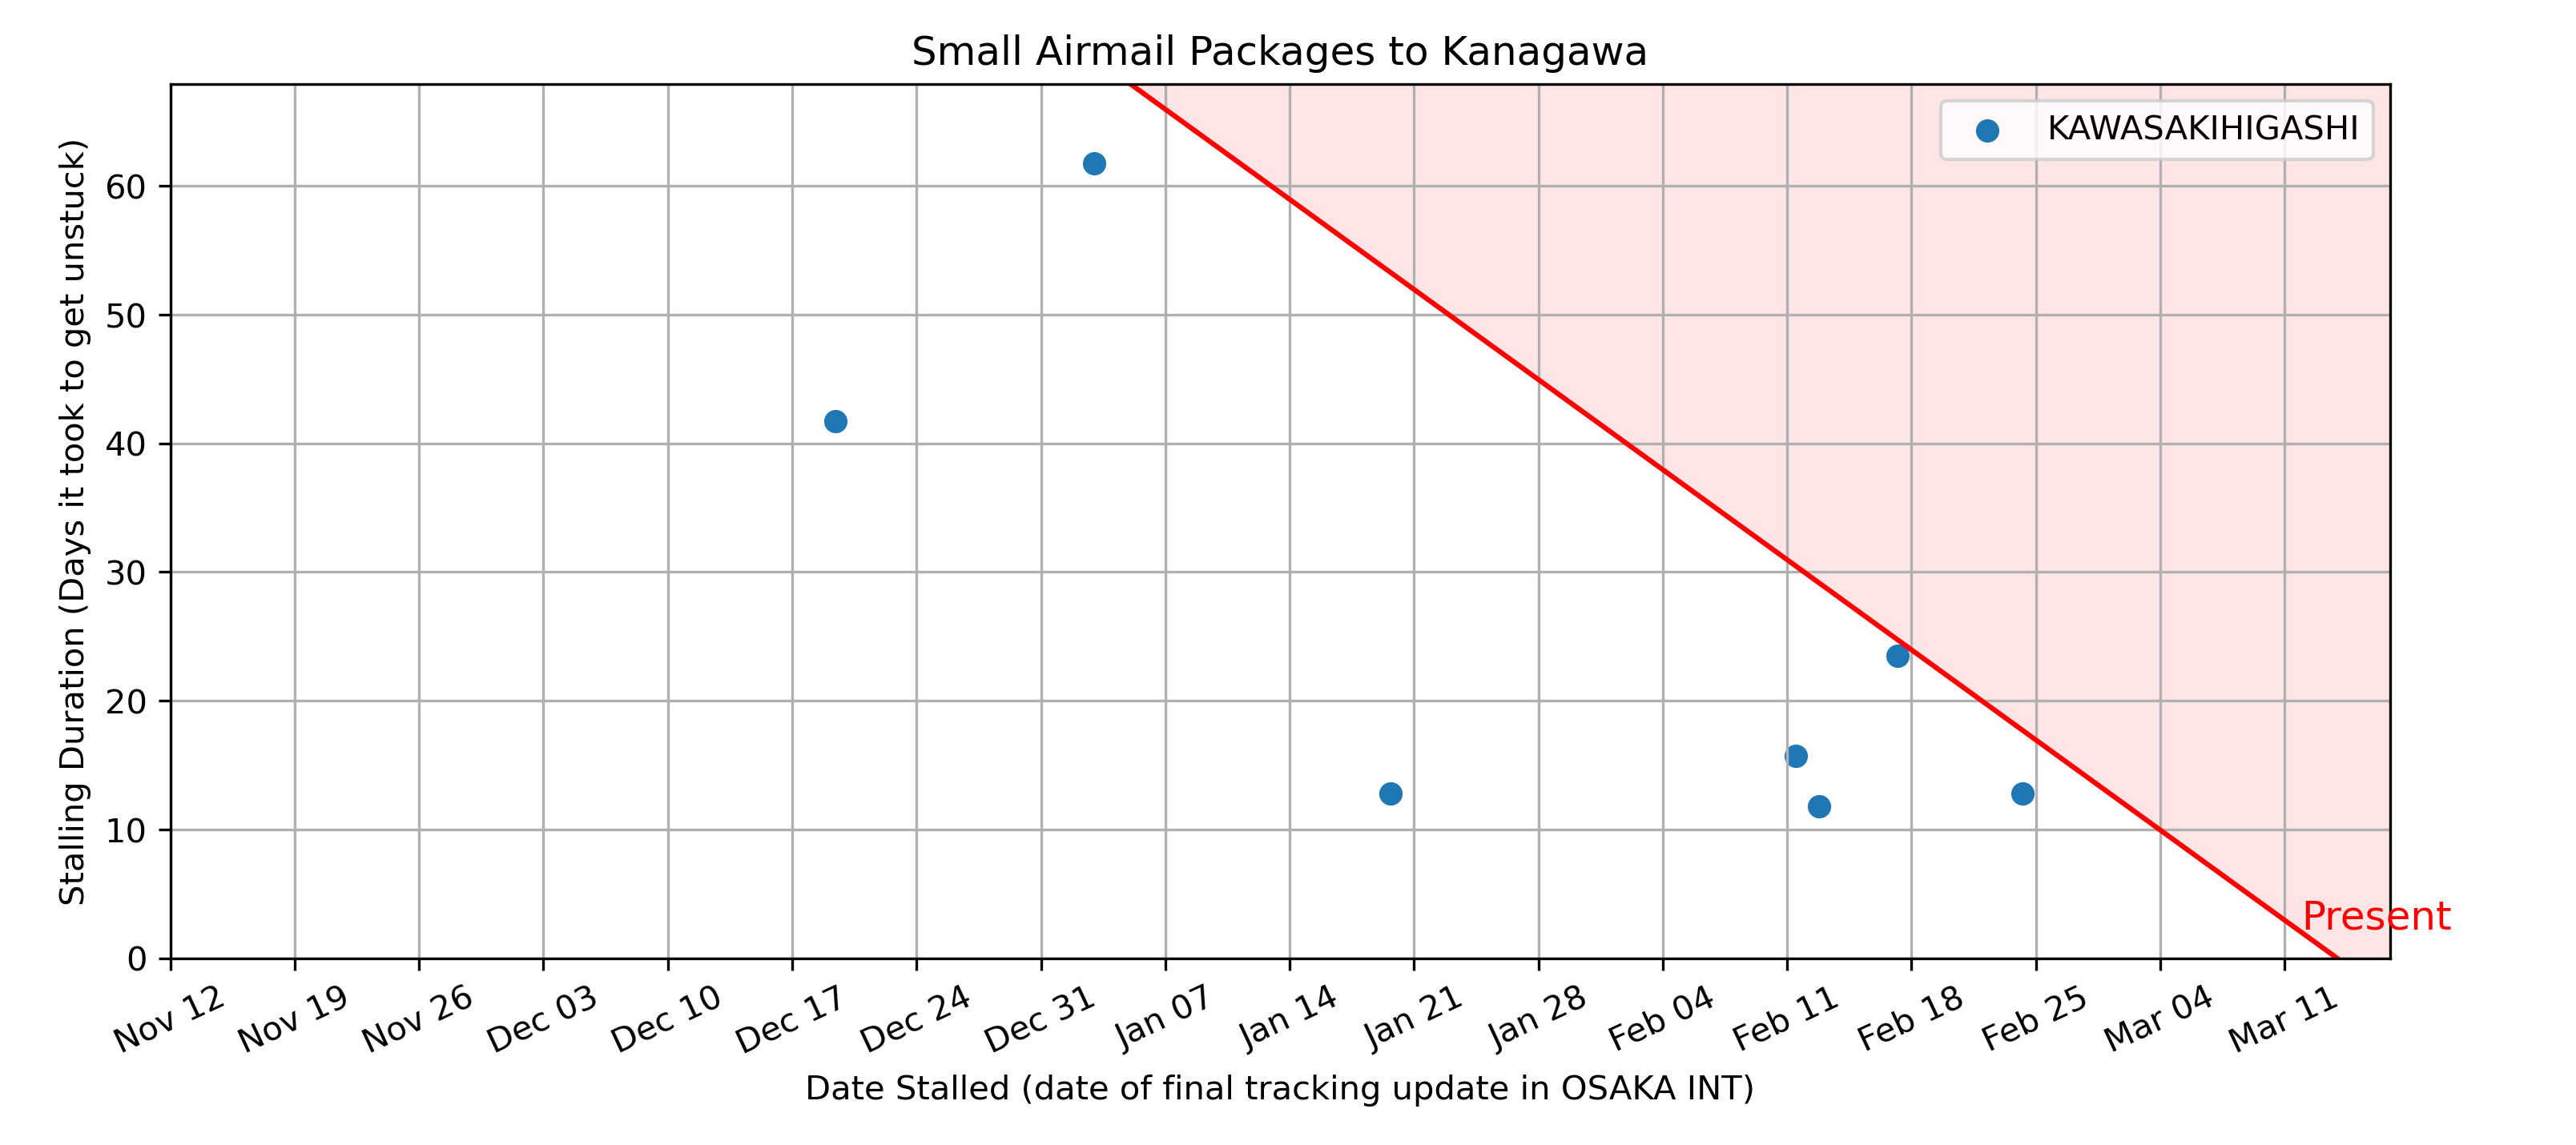 Small Airmail Packages to Kanagawa
KAWASAKIHIGASHI
Stalling Duration (Days it took to get unstuck)
60
50
40
30
20
10
0
Present
Nov 12
Nov 19
Nov 26
Dec 03
Dec 10
Dec 17
Dec 24
Dec 31
Jan 07
Jan 14
Jan 21
Jan 28
Feb 04
Feb 11
Feb 18
Feb 25
Mar 04
Mar 11
Date Stalled (date of final tracking update in OSAKA INT)